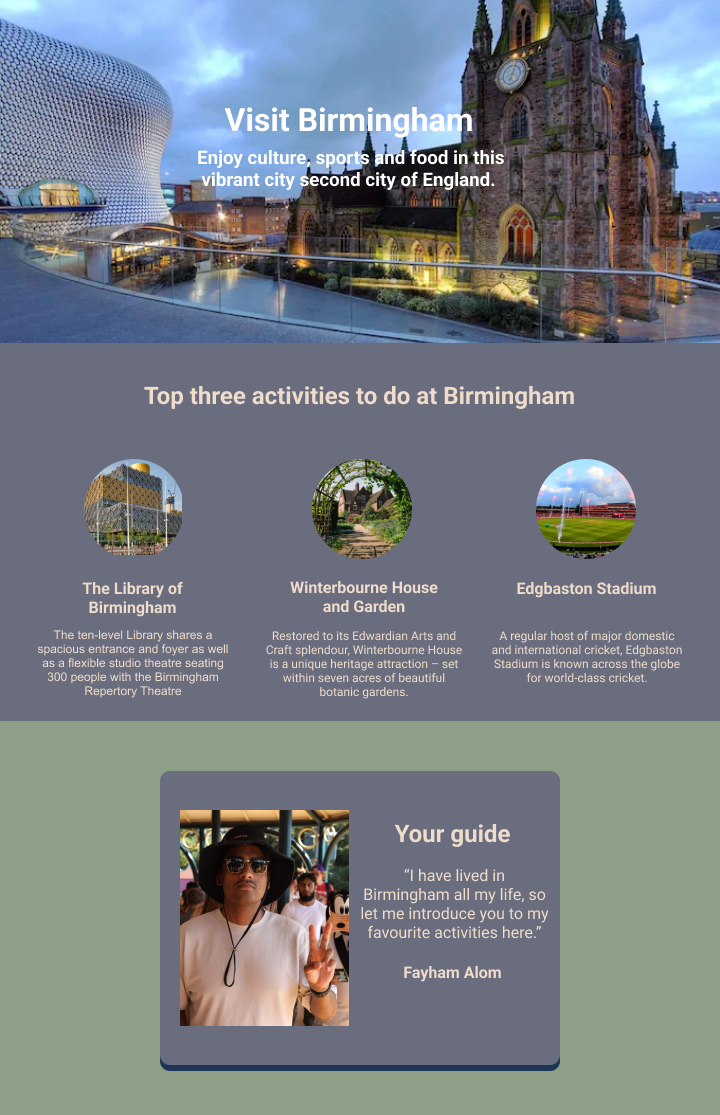 Visit Birmingham
Enjoy culture, sports and food in this
vibrant city second city of England.
Top three activities to do at Birmingham
The Library of
Birmingham
The ten-level Library shares a
spacious entrance and foyer as well
as a flexible studio theatre seating
300 people with the Birmingham
Repertory Theatre
Winterbourne House
and Garden
Restored to its Edwardian Arts and
Craft splendour, Winterbourne House
is a unique heritage attraction – set
within seven acres of beautiful
botanic gardens.
Edgbaston Stadium
A regular host of major domestic
and international cricket, Edgbaston
Stadium is known across the globe
for world-class cricket.
Your guide
“I have lived in
Birmingham all my life, so
let me introduce you to my
favourite activities here.”
Fayham Alom